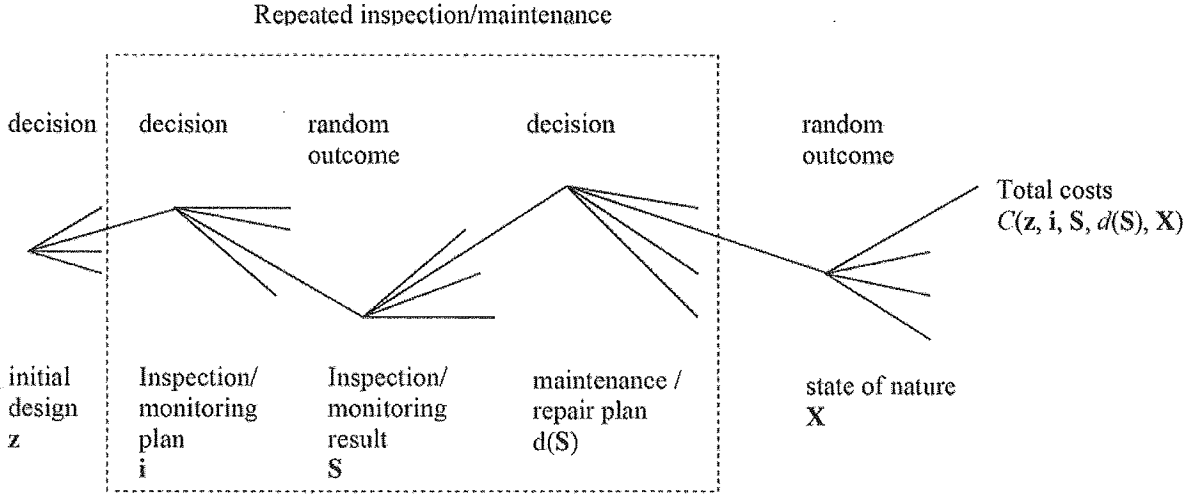 Repeated inspection/maintenance
decision
decision
random
outcome
decision
random
outcome
Total costs
C(z, i, S, d(S), X)
initial
design
z
Inspection/
monitoring
plan
i
Inspection/
monitoring
result
S
maintenance /
repair plan
d(S)
state of nature
X